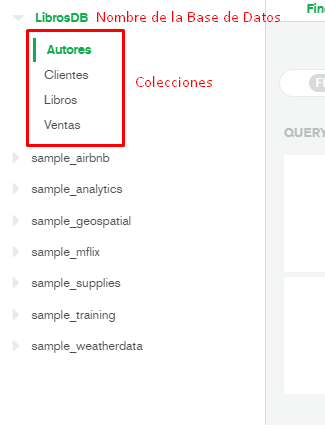 LibrosDB Nombre de la Base de Datos
Autores
Clientes
Colecciones
Libros
Ventas
sample_airbnb
sample_analytics
sample_geospatial
sample_mflix
sample_supplies
sample_training
sample_weatherdata
Fin
QUERY